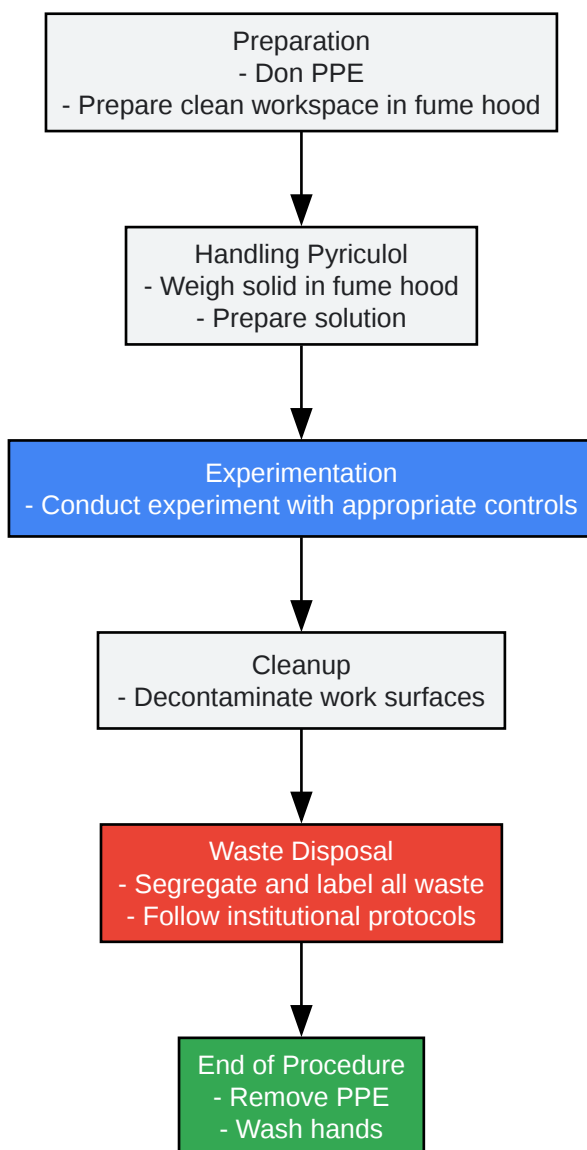 Preparation
- Don PPE
- Prepare clean workspace in fume hood
Handling Pyriculol
- Weigh solid in fume hood
- Prepare solution
Experimentation
- Conduct experiment with appropriate controls
Cleanup
- Decontaminate work surfaces
Waste Disposal
- Segregate and label all waste
- Follow institutional protocols
End of Procedure
- Remove PPE
- Wash hands